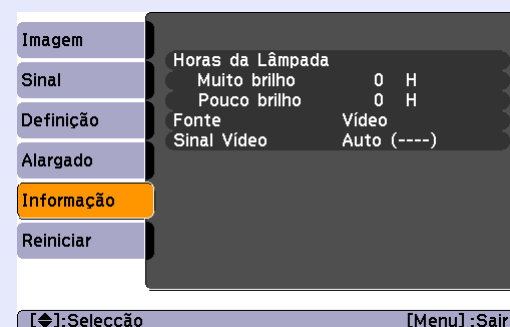 Imagem
Sinal
Definição
Alargado
Informação
Reiniciar
Horas da Lâmpada
Muito brilho 0 H
Pouco brilho 0 H
Fonte Vídeo
Sinal Vídeo Auto (----)
[◆]:Selecção [Menu] :Sair